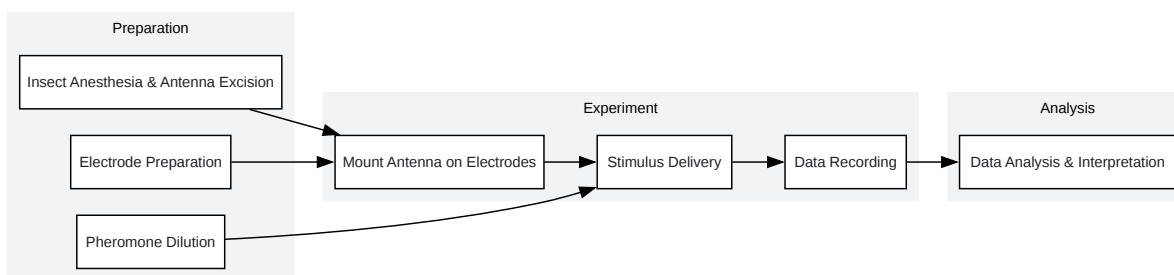 Preparation
Insect Anesthesia & Antenna Excision
Electrode Preparation
Pheromone Dilution
Experiment
Mount Antenna on Electrodes
Stimulus Delivery
Data Recording
Analysis
Data Analysis & Interpretation